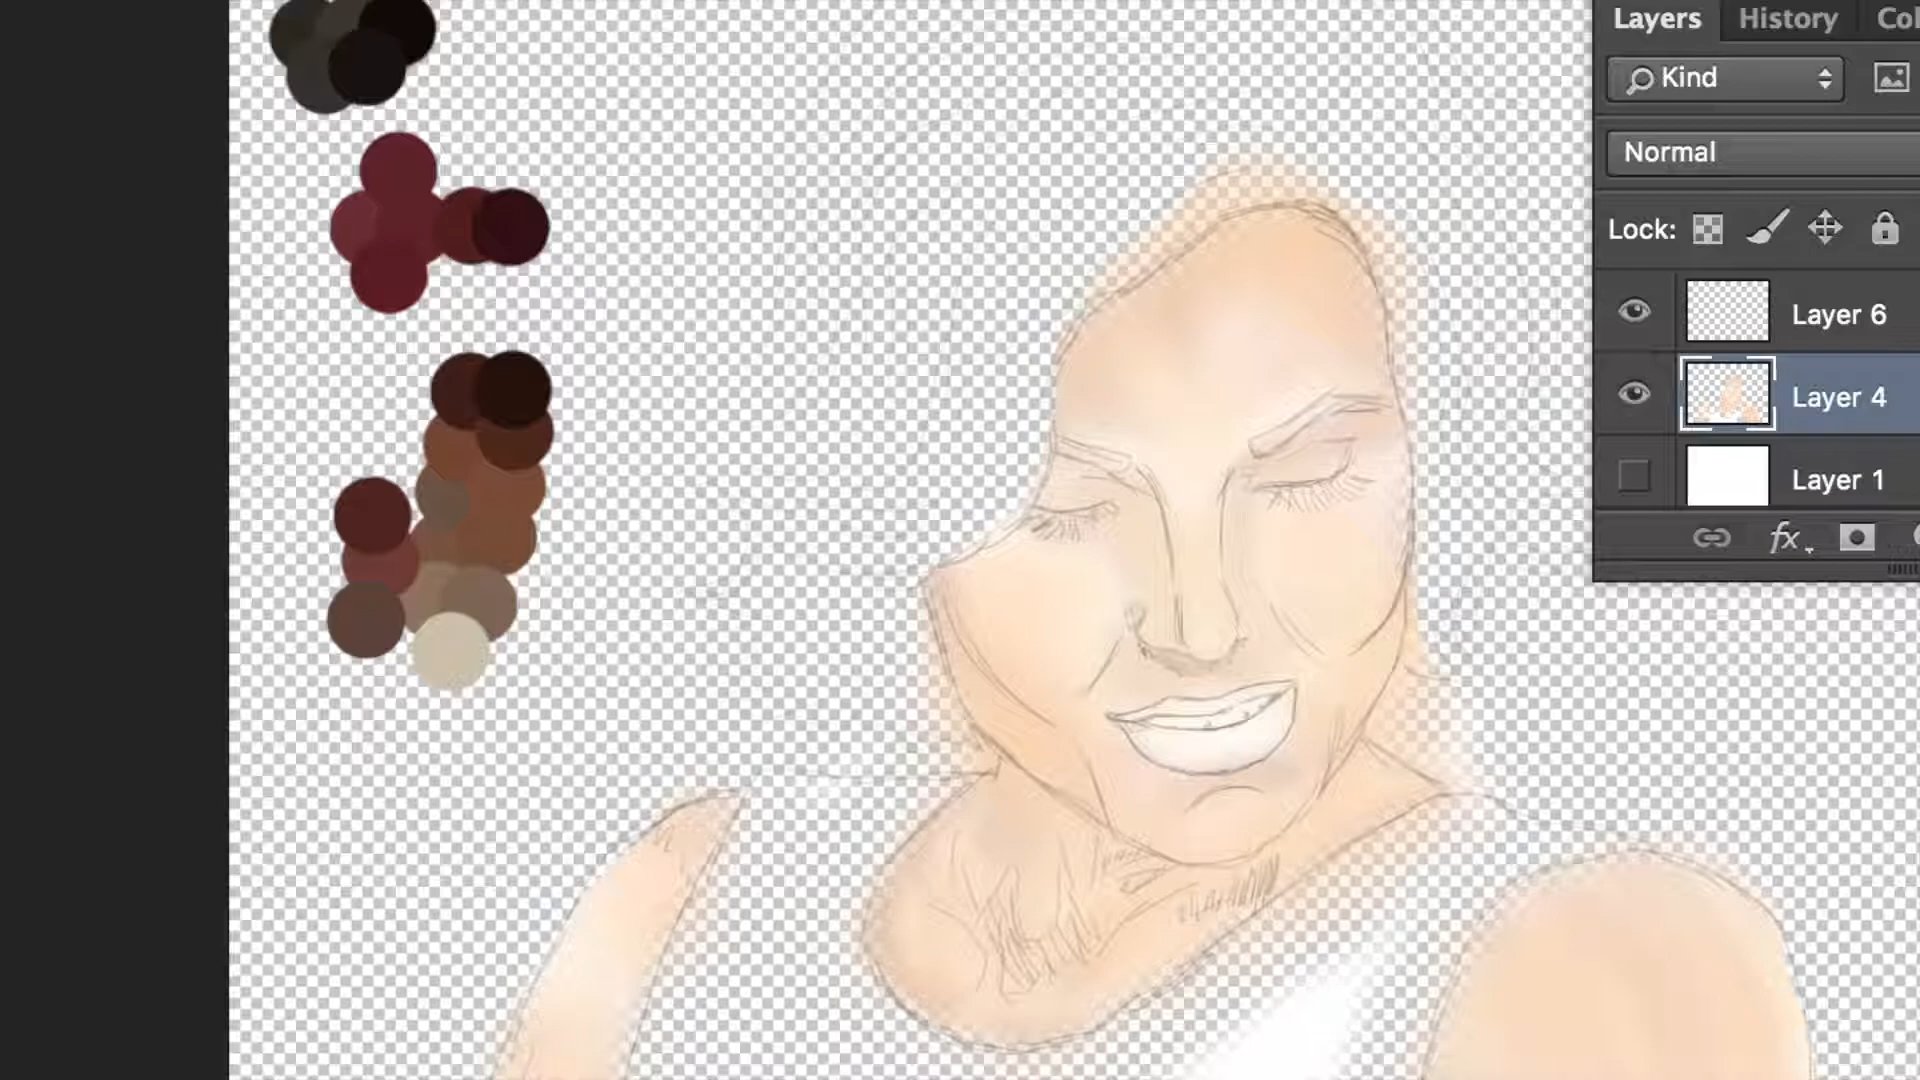 Layers History Col
Kind
Normal
Lock:
Layer 6
Layer 4
Layer 1
fx